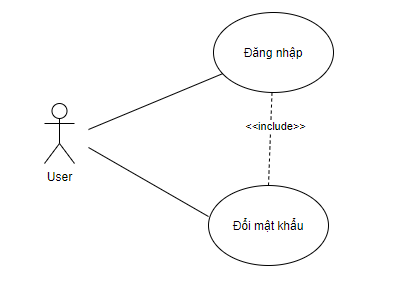 Đăng nhập
<<include>>
User
Đổi mật khẩu